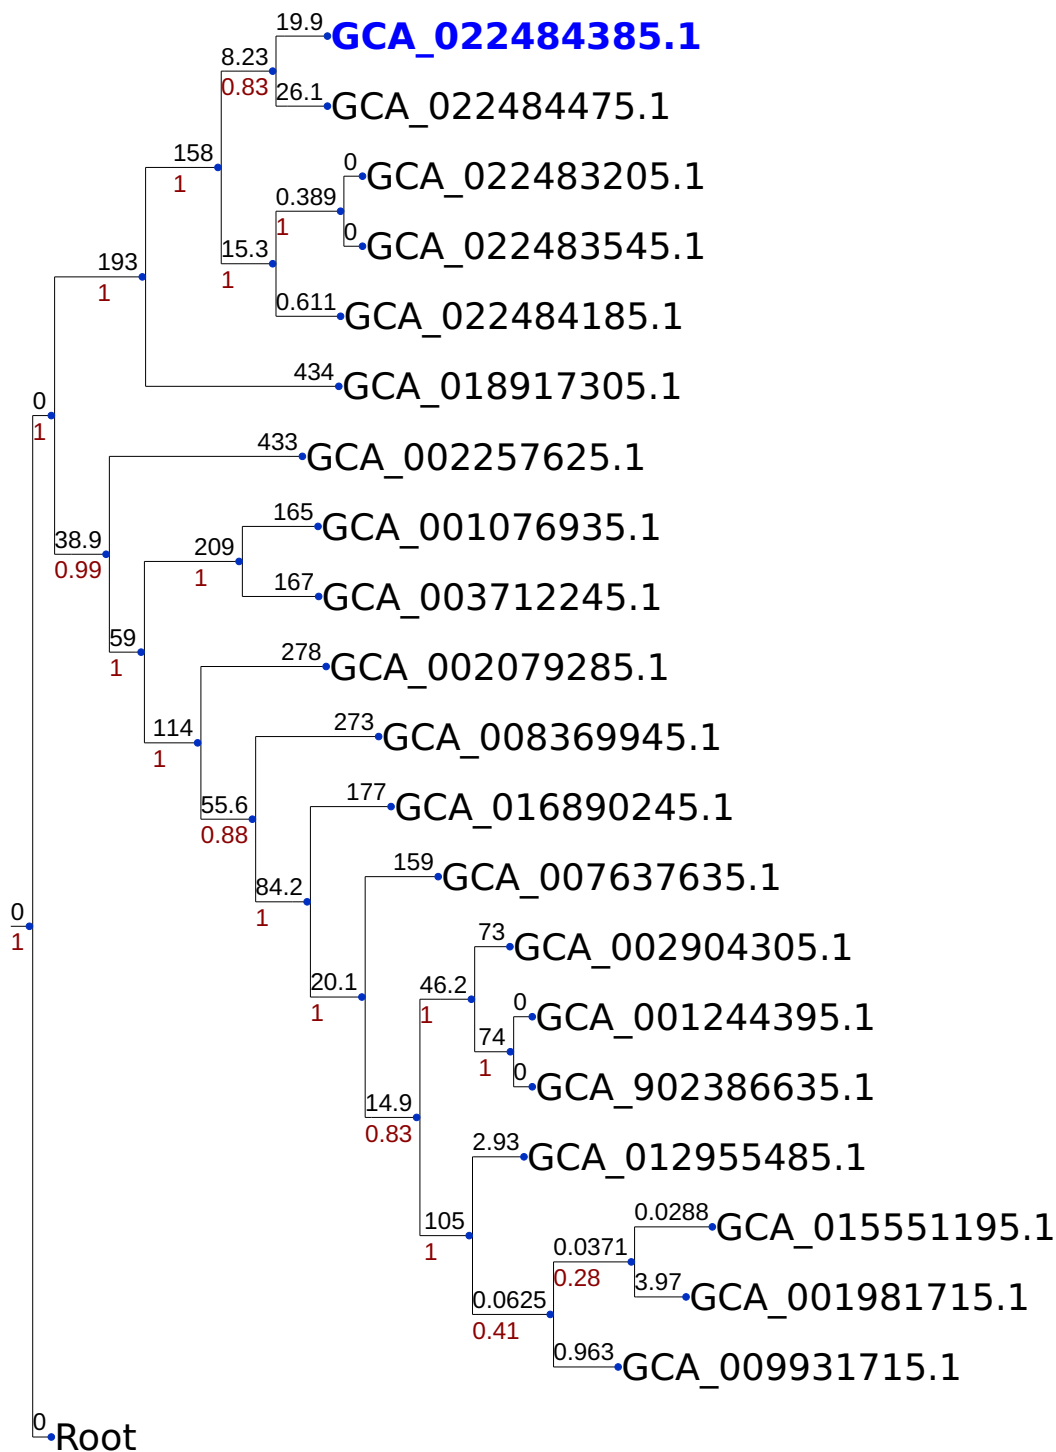 19.9
GCA_022484385.1
8.23
0.83
26.1
GCA_022484475.1
158
1
0
GCA_022483205.1
0.389
1
0
GCA_022483545.1
15.3
1
0.611
GCA_022484185.1
193
1
434
GCA_018917305.1
0
1
433
GCA_002257625.1
38.9
0.99
165
GCA_001076935.1
209
1
167
GCA_003712245.1
59
1
278
GCA_002079285.1
114
1
273
GCA_008369945.1
55.6
0.88
177
GCA_016890245.1
84.2
1
159
GCA_007637635.1
0
1
73
GCA_002904305.1
20.1
1
46.2
1
0
GCA_001244395.1
74
1
0
GCA_902386635.1
14.9
0.83
2.93
GCA_012955485.1
105
1
0.0288
GCA_015551195.1
0.0371
0.28
3.97
GCA_001981715.1
0.0625
0.41
0.963
GCA_009931715.1
0
Root